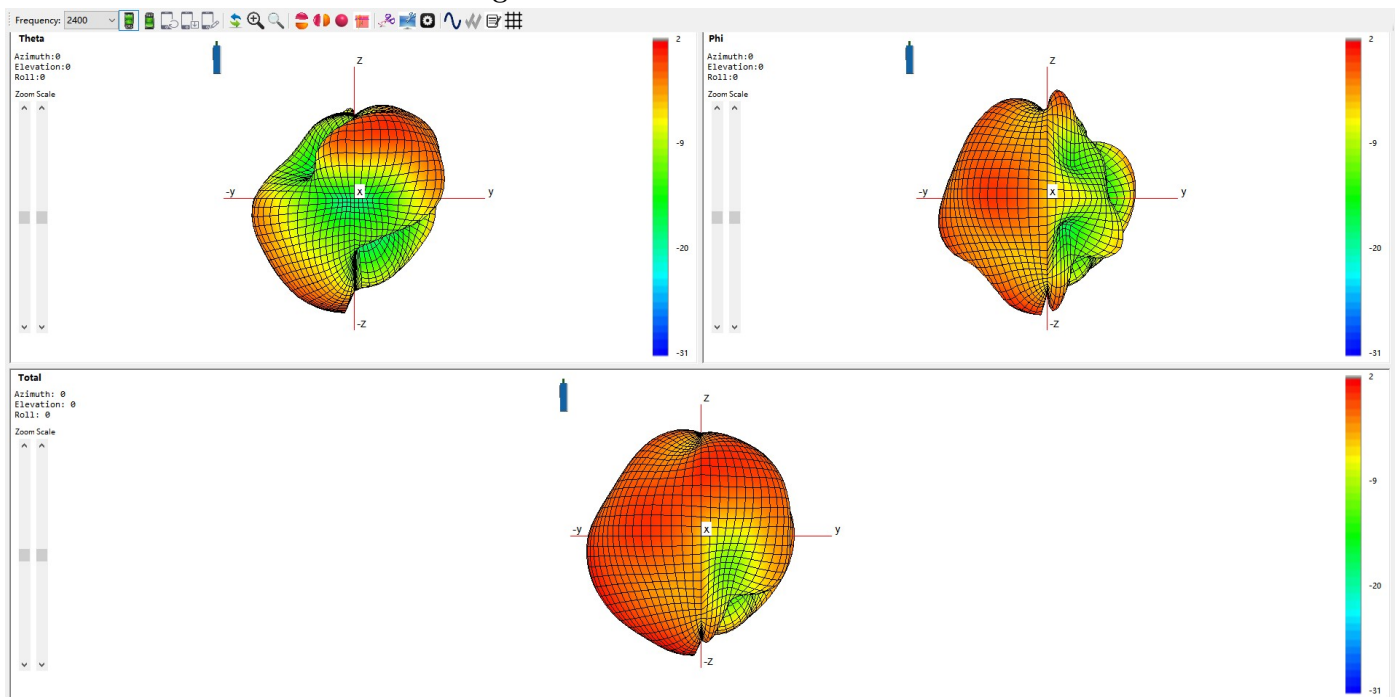 Frequency: 2400
Theta
Azimuth:0
Elevation:0
Roll:0
Zoom Scale
Z
-y
x
y
-Z
2
-9
-20
-31
Phi
Azimuth:0
Elevation:0
Roll:0
Zoom Scale
Z
-y
x
y
-Z
2
-9
-20
-31
Total
Azimuth: 0
Elevation: 0
Roll: 0
Zoom Scale
Z
-y
x
y
-Z
2
-9
-20
-31